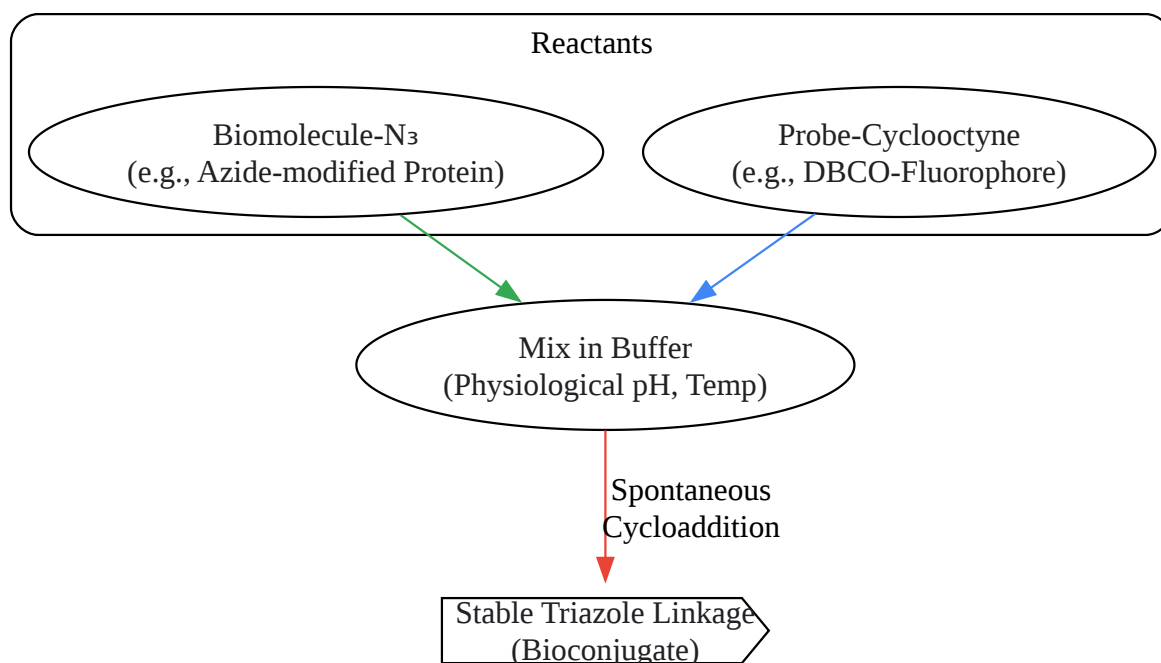 Reactants
Biomolecule-N₃
(e.g., Azide-modified Protein)
Probe-Cyclooctyne
(e.g., DBCO-Fluorophore)
Mix in Buffer
(Physiological pH, Temp)
Spontaneous
Cycloaddition
Stable Triazole Linkage
(Bioconjugate)